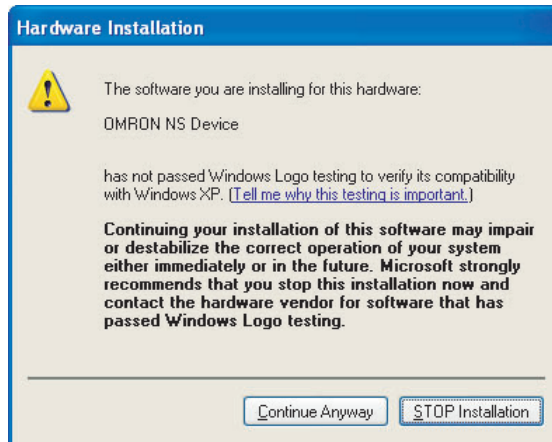 Hardware Installation
The software you are installing for this hardware:
OMRON NS Device
has not passed Windows Logo testing to verify its compatibility
with Windows XP. (Tell me why this testing is important.)
Continuing your installation of this software may impair
or destabilize the correct operation of your system
either immediately or in the future. Microsoft strongly
recommends that you stop this installation now and
contact the hardware vendor for software that has
passed Windows Logo testing.
Continue Anyway
STOP Installation